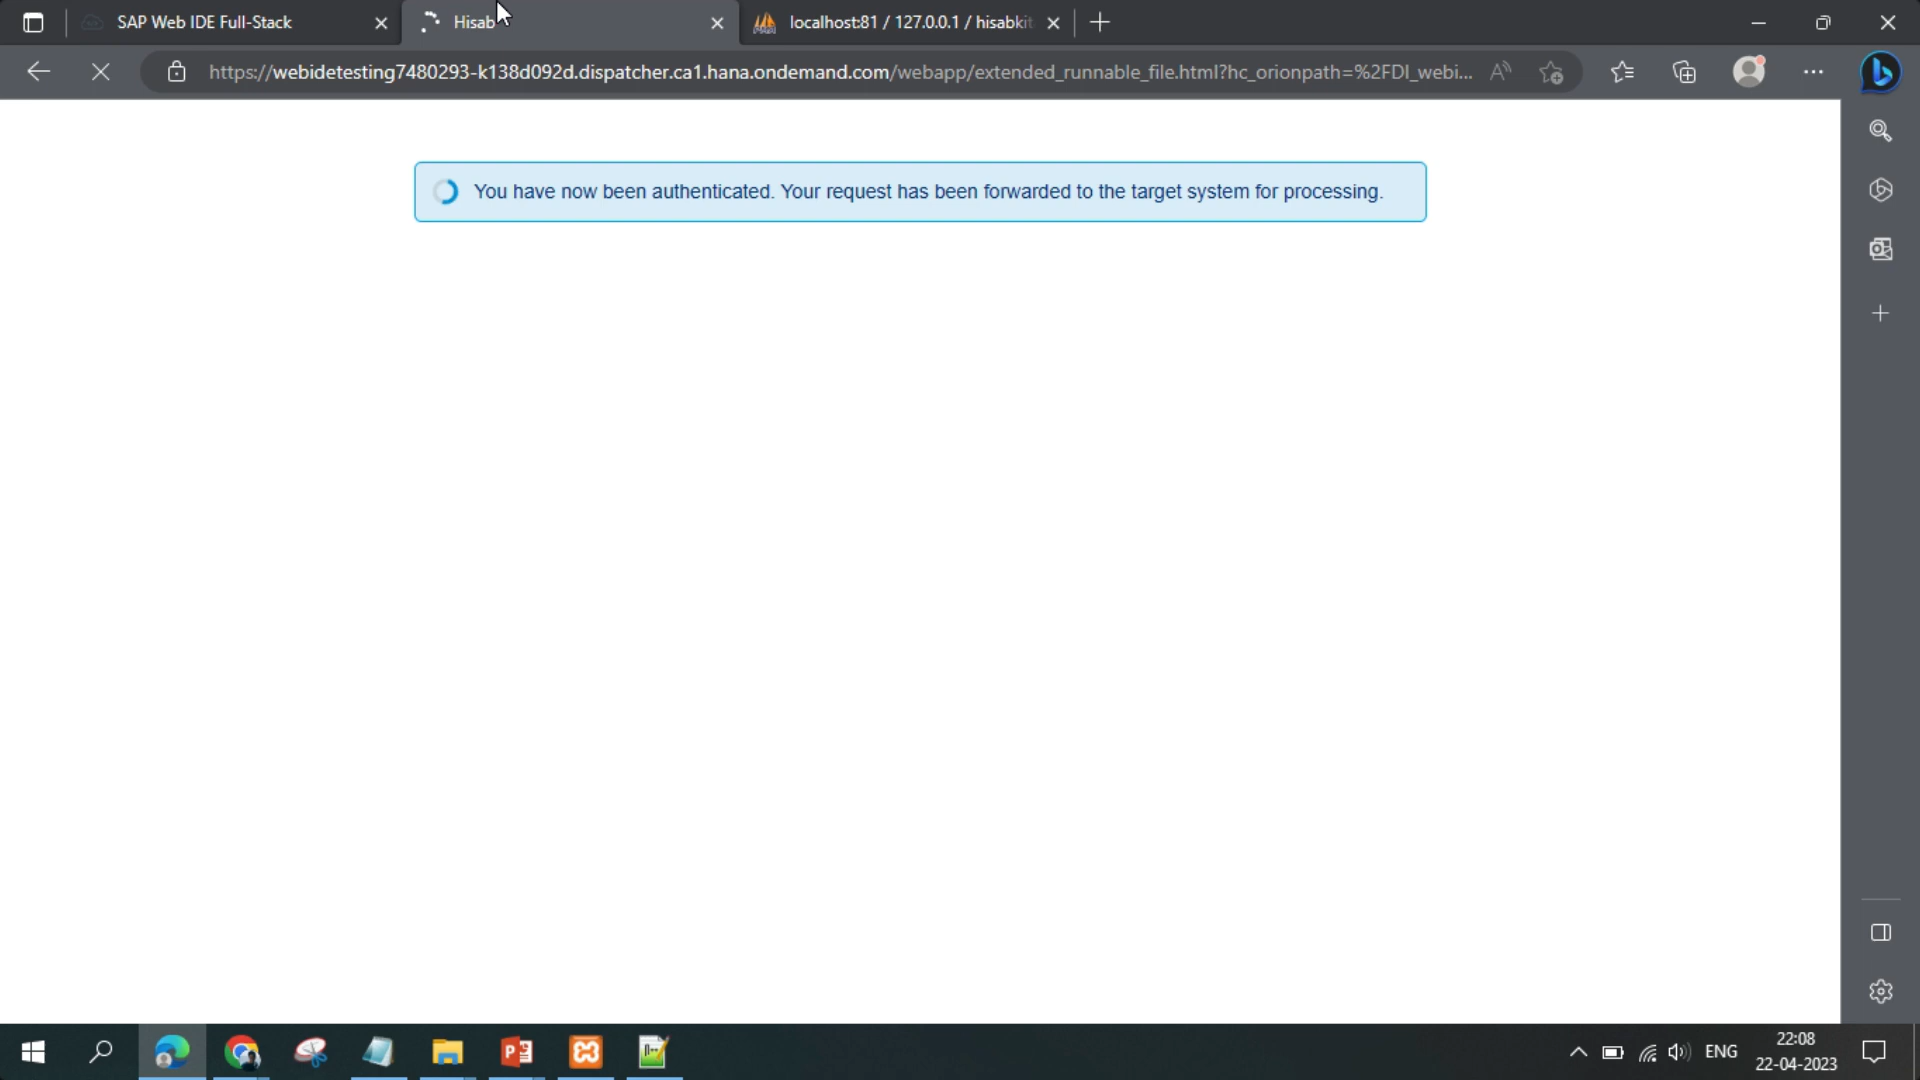 SAP Web IDE Full-Stack
Hisab
localhost:81 / 127.0.0.1 / hisabkit
https://webidetesting7480293-k138d092d.dispatcher.ca1.hana.ondemand.com/webapp/extended_runnable_file.html?hc_orionpath=%2FDI_webi...
You have now been authenticated. Your request has been forwarded to the target system for processing.
ENG
22:08
22-04-2023